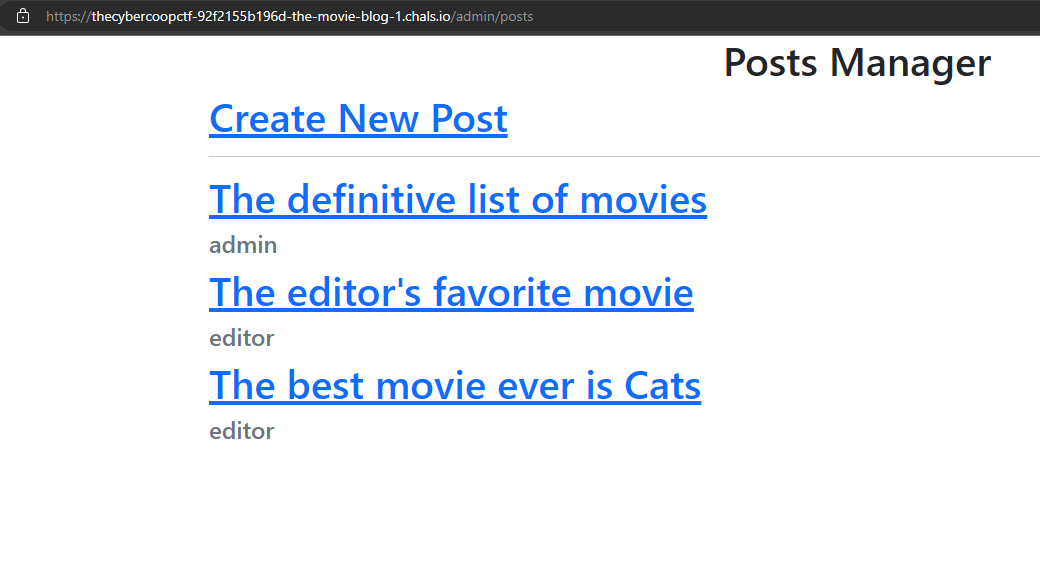 https://thecybercoopctf-92f2155b196d-the-movie-blog-1.chals.io/admin/posts
Posts Manager
Create New Post
The definitive list of movies
admin
The editor's favorite movie
editor
The best movie ever is Cats
editor